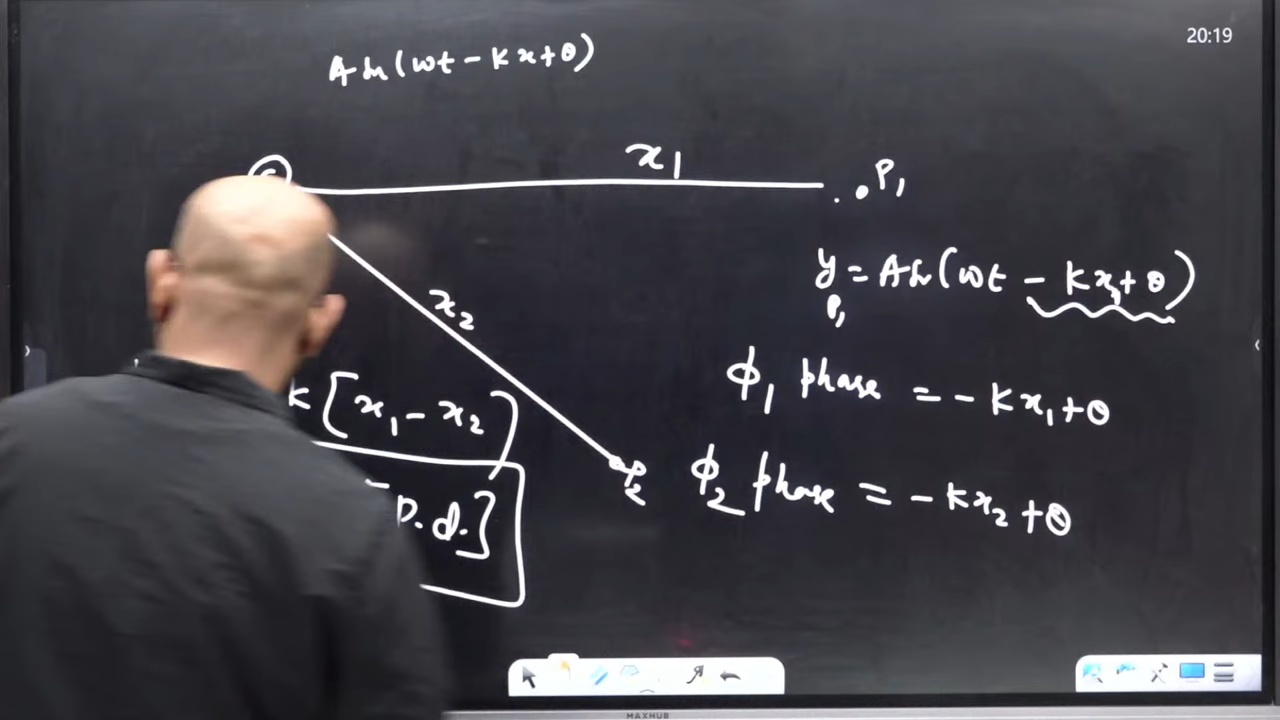 20:19
A sin(ωt - kx + θ)
S
x₁
P₁
y = A sin(ωt - kx₁ + θ)
P₁
x₂
ϕ₁ phase = - kx₁ + θ
k [x₁ - x₂]
P₂
ϕ₂ phase = - kx₂ + θ
P.d.]
MAXHUB